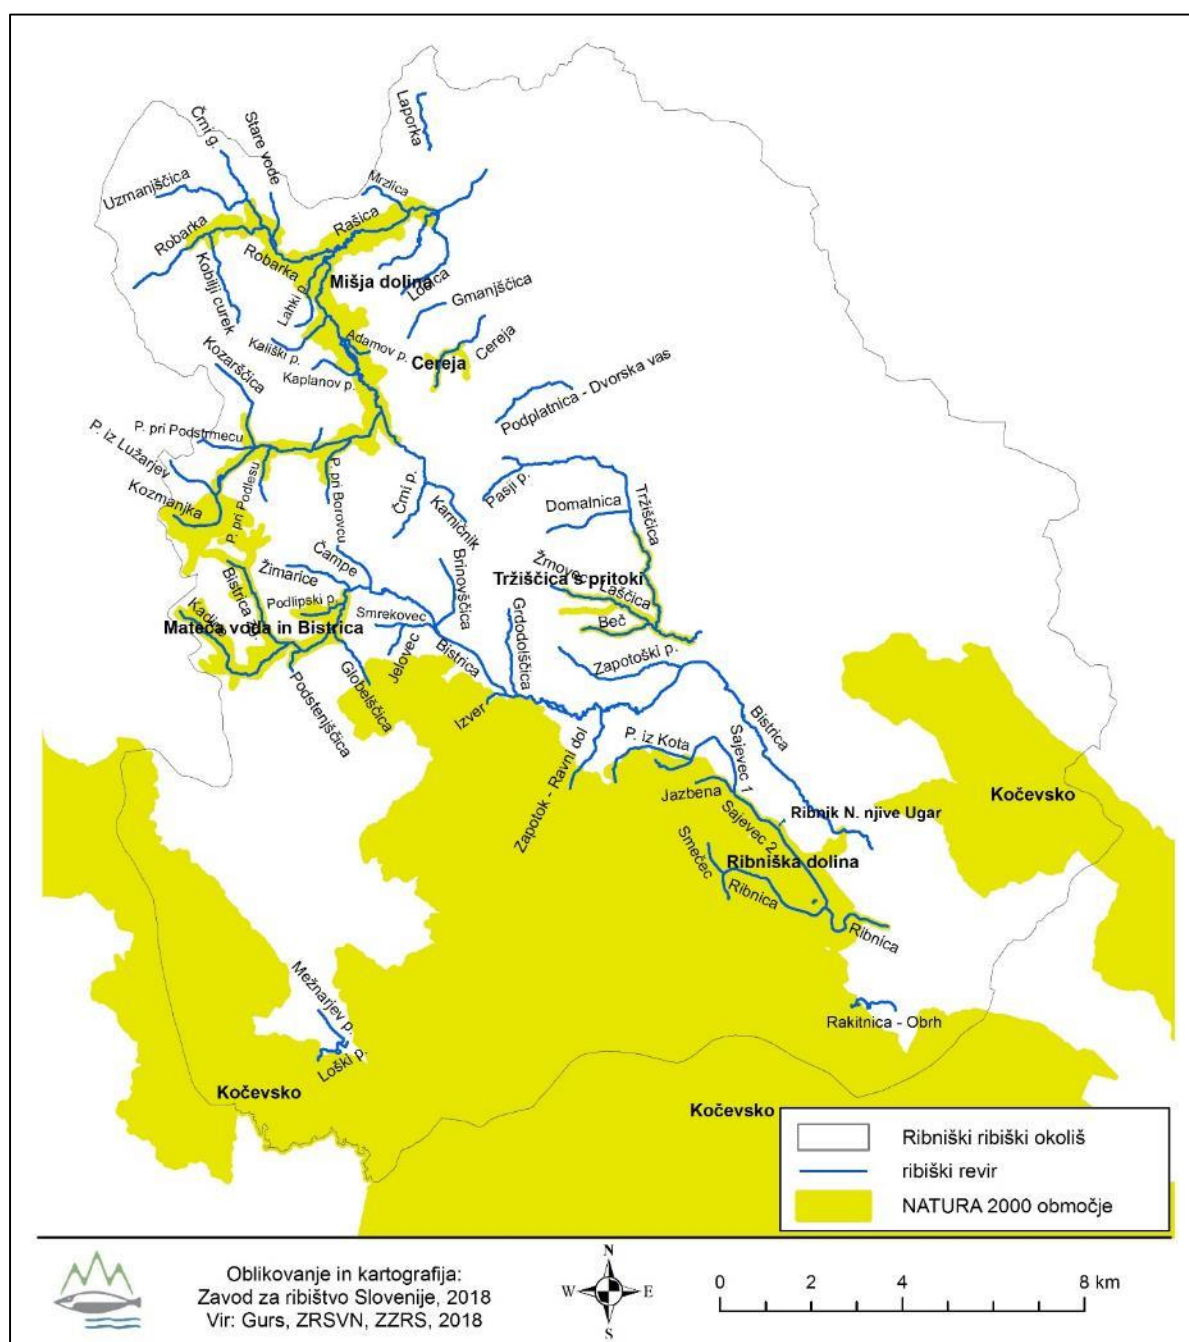 Laporka
Črni g.
Stare vode
Uzmanjščica
Mrzlica
Robarka
Rašica
Robarka
Kobilji curek
Mišja dolina
Lahki p.
Gmanjščica
Cereja
Adamov p.
Kališki p.
Cereja
Kozarščica
Kaplanov p.
Podplatnica - Dvorska vas
P. pri Podstrmecu
P. iz Lužarjev
P. pri Podlesu
P. pri Borovcu
Kozmanjka
Črni p.
Karničnik
Pasji p.
Domalnica
Tržiščica
Čampe
Žimarice
Brinovščica
Žrnovec
Tržiščica s pritoki
Laščica
Podlipski p.
Smrekovec
Grdodolščica
Beč
Mateča voda in Bistrica
Jelovec
Bistrica
Zapotoški p.
Globelščica
Podstenjščica
Izver
Bistrica
P. iz Kota
Sajevec 1
Zapotok - Ravni dol
Jazbena
Kočevsko
Ribnik N. njive Ugar
Sajevec 2
Smečec
Ribniška dolina
Ribnica
Ribnica
Mežnarjev p.
Rakitnica - Obrh
Loški p.
Kočevsko
Kočevsko
Ribniški ribiški okoliš
ribiški revir
NATURA 2000 območje
Oblikovanje in kartografija:
Zavod za ribištvo Slovenije, 2018
Vir: Gurs, ZRSVN, ZZRS, 2018
N
W E
S
0 2 4 8 km